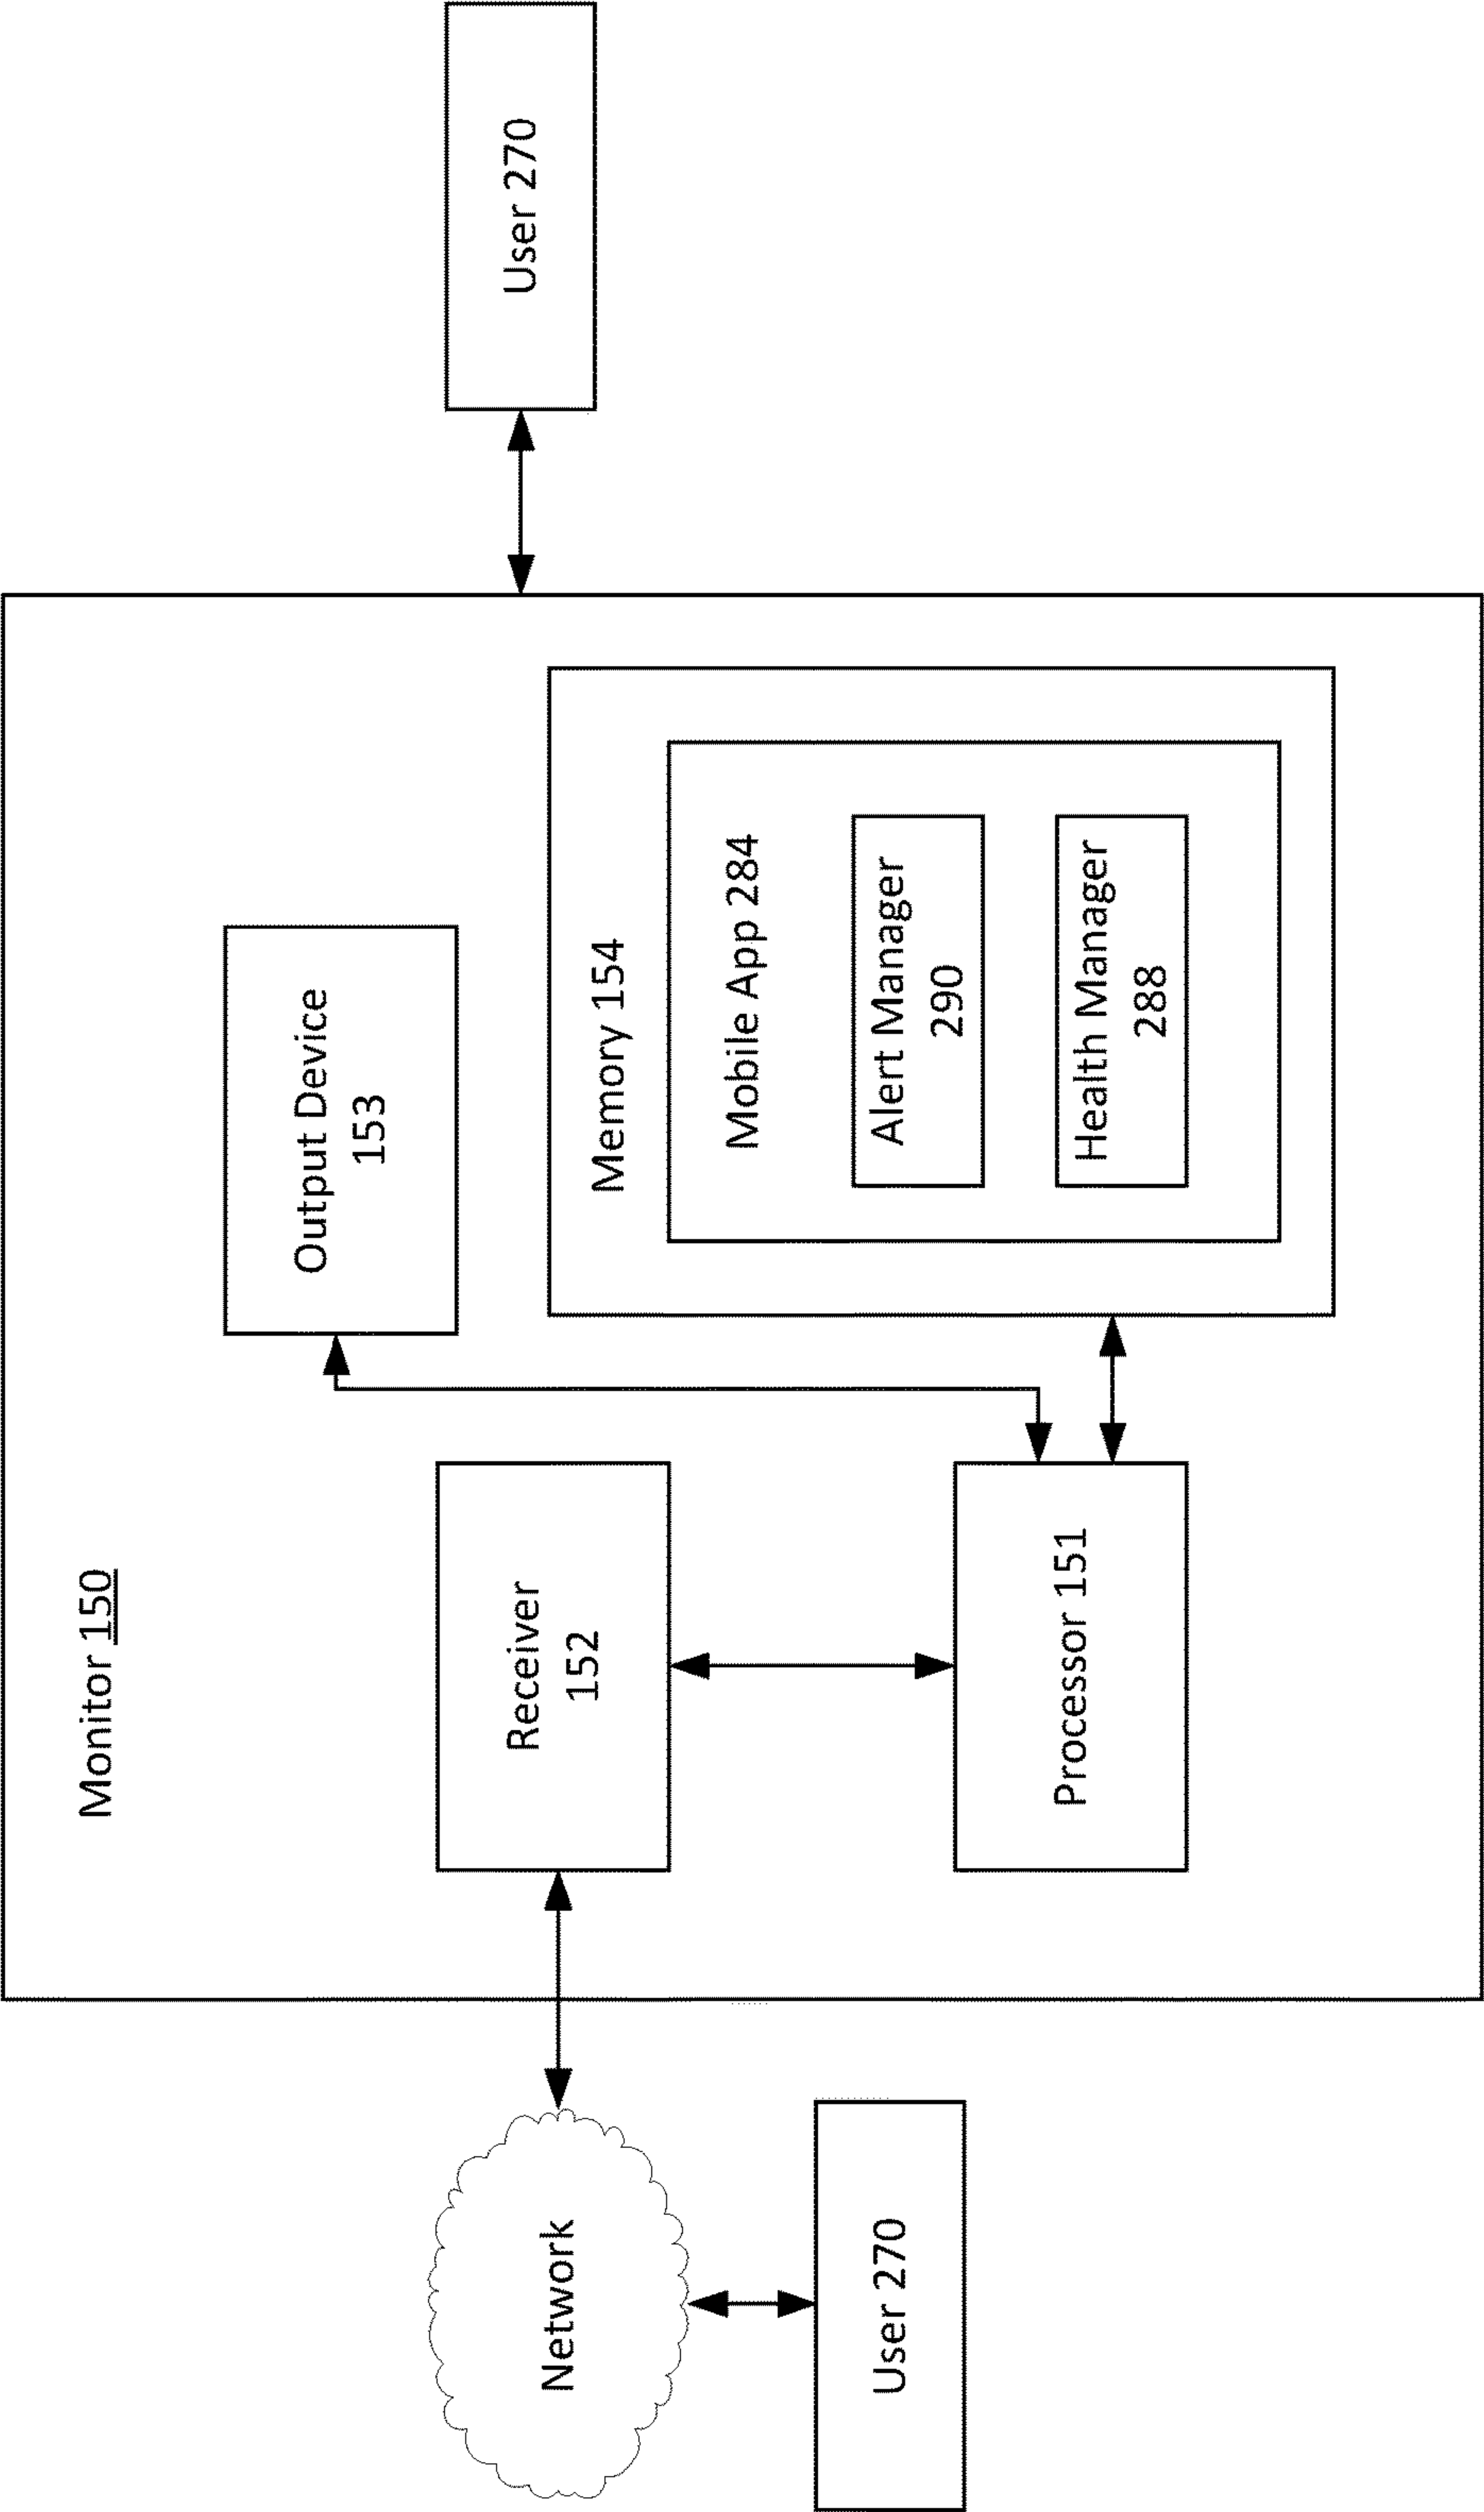 Monitor 150
Output Device
153
Receiver
152
User 270
Network
Memory 154
Mobile App 284
Alert Manager
290
Health Manager
288
User 270
Processor 151